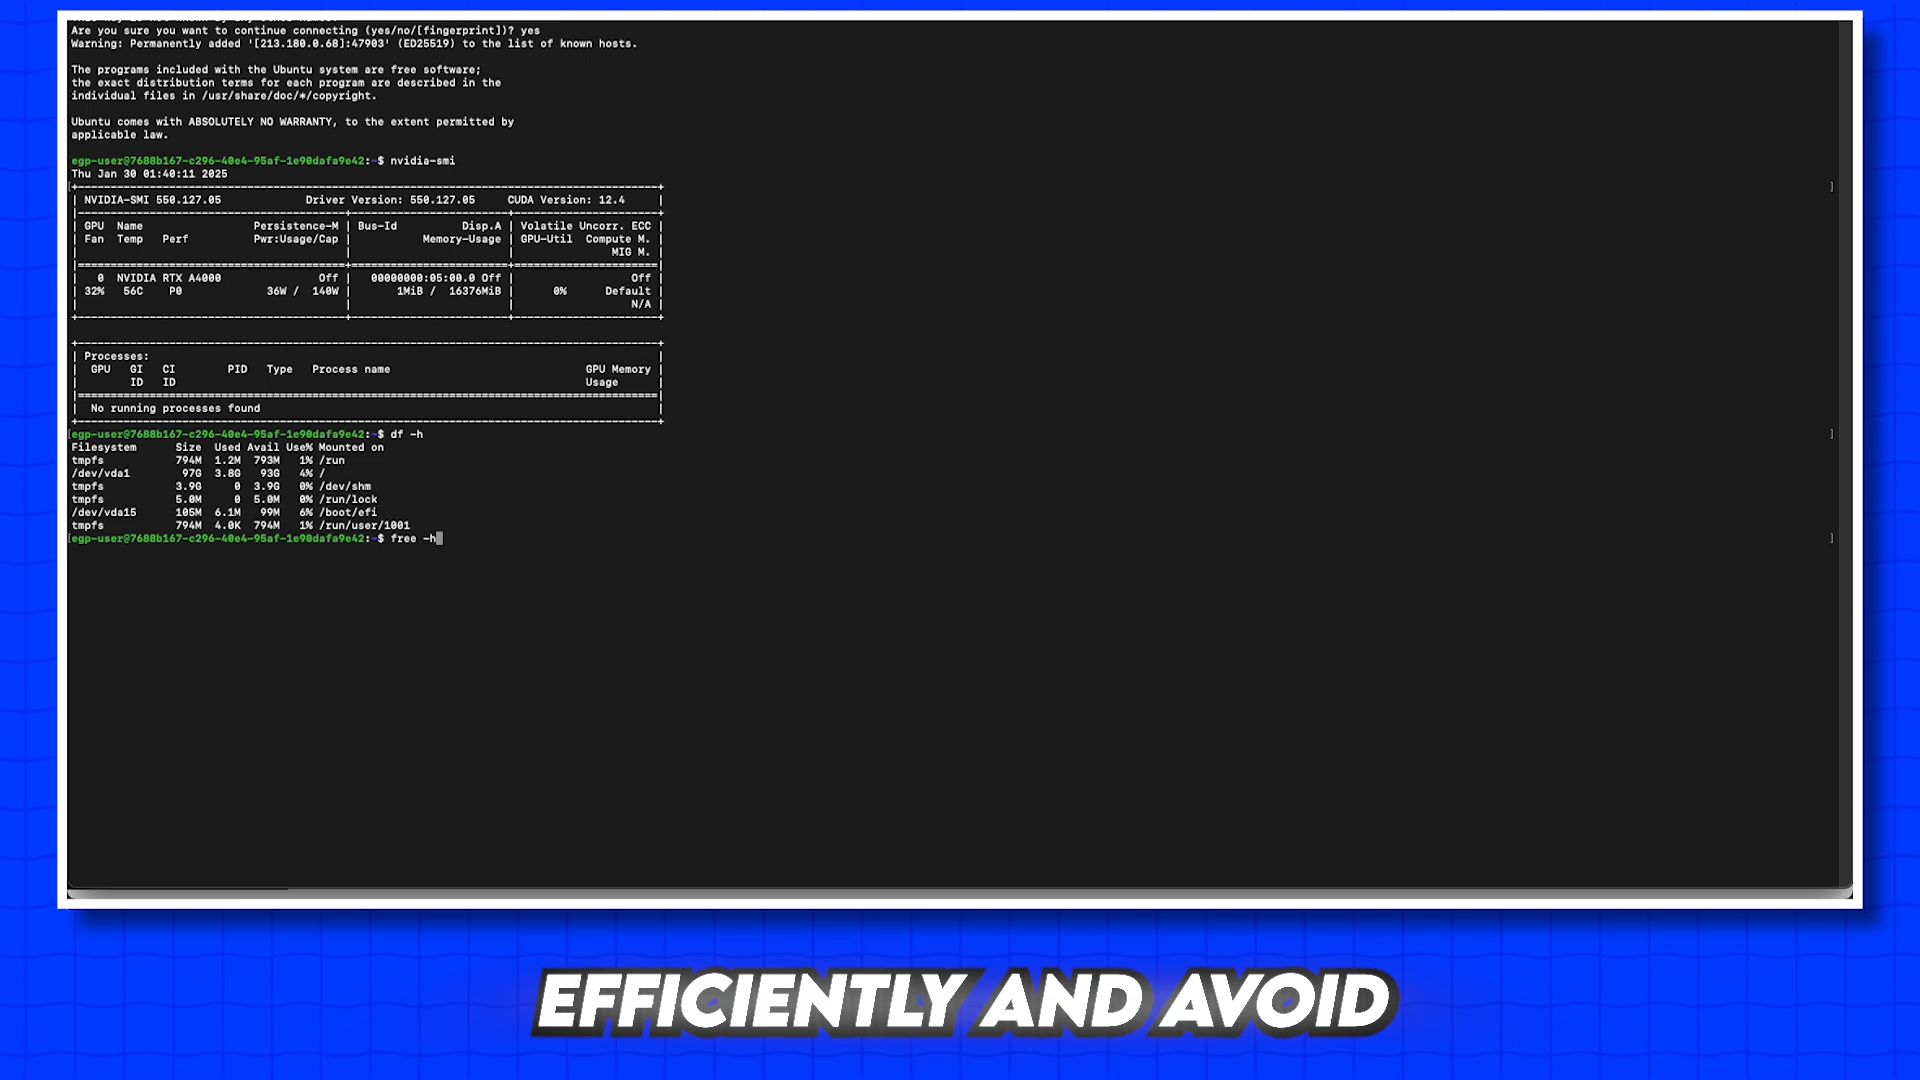 Are you sure you want to continue connecting (yes/no/[fingerprint])? yes
Warning: Permanently added '[213.180.0.68]:47903' (ED25519) to the list of known hosts.
The programs included with the Ubuntu system are free software;
the exact distribution terms for each program are described in the
individual files in /usr/share/doc/*/copyright.
Ubuntu comes with ABSOLUTELY NO WARRANTY, to the extent permitted by
applicable law.
egp-user@7688b167-c296-40e4-95af-1e90dafa9e42:~$ nvidia-smi
Thu Jan 30 01:40:11 2025
NVIDIA-SMI 550.127.05 Driver Version: 550.127.05 CUDA Version: 12.4
GPU Name Persistence-M | Bus-Id Disp.A | Volatile Uncorr. ECC
Fan Temp Perf Pwr:Usage/Cap | Memory-Usage | GPU-Util Compute M.
MIG M.
0 NVIDIA RTX A4000 Off | 00000000:05:00.0 Off | Off
32% 56C P0 36W / 140W | 1MiB / 16376MiB | 0% Default
N/A
Processes:
GPU GI CI PID Type Process name GPU Memory
ID ID Usage
No running processes found
egp-user@7688b167-c296-40e4-95af-1e90dafa9e42:~$ df -h
Filesystem Size Used Avail Use% Mounted on
tmpfs 794M 1.2M 793M 1% /run
/dev/vda1 97G 3.8G 93G 4% /
tmpfs 3.9G 0 3.9G 0% /dev/shm
tmpfs 5.0M 0 5.0M 0% /run/lock
/dev/vda15 105M 6.1M 99M 6% /boot/efi
tmpfs 794M 4.0K 794M 1% /run/user/1001
egp-user@7688b167-c296-40e4-95af-1e90dafa9e42:~$ free -h
EFFICIENTLY AND AVOID